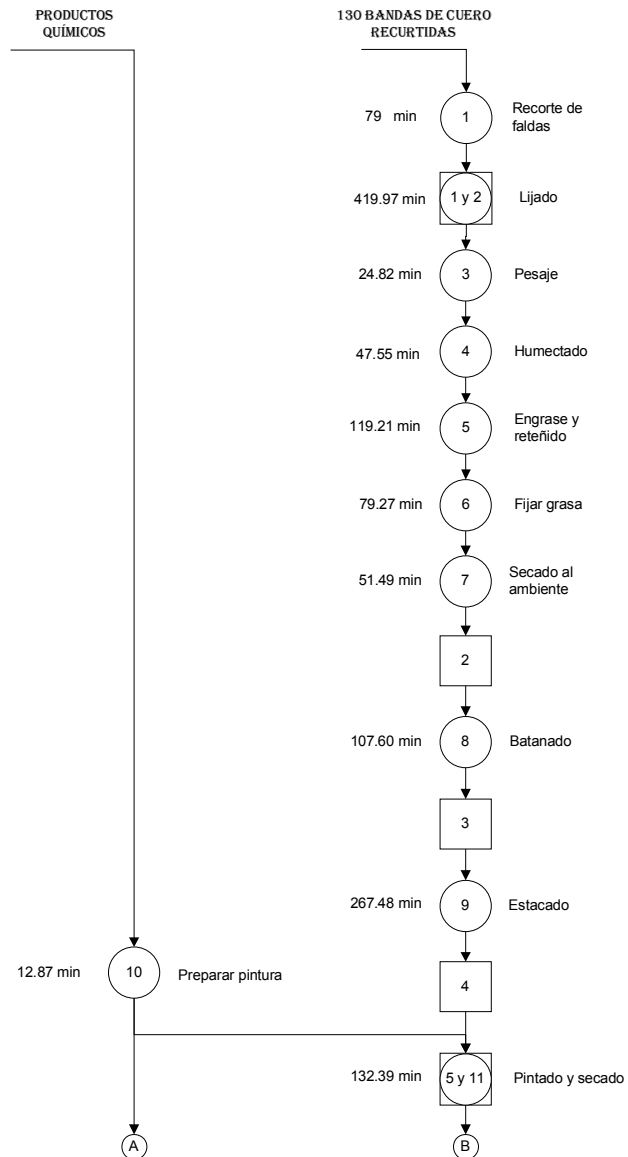 PRODUCTOS
QUÍMICOS
130 BANDAS DE CUERO
RECURTIDAS
79 min
1
Recorte de
faldas
419.97 min
1 y 2
Lijado
24.82 min
3
Pesaje
47.55 min
4
Humectado
119.21 min
5
Engrase y
reteñido
79.27 min
6
Fijar grasa
51.49 min
7
Secado al
ambiente
2
107.60 min
8
Batanado
3
267.48 min
9
Estacado
12.87 min
10
Preparar pintura
4
132.39 min
5 y 11
Pintado y secado
A
B